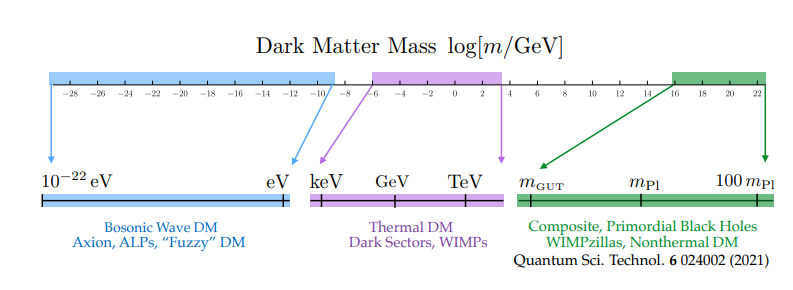 Dark Matter Mass log[m/GeV]
−28 −26 −24 −22 −20 −18 −16 −14 −12 −10 −8 −6 −4 −2 0 2 4 6 8 10 12 14 16 18 20 22
10⁻²² eV eV keV GeV TeV m_GUT m_Pl 100 m_Pl
Bosonic Wave DM Thermal DM Composite, Primordial Black Holes
Axion, ALPs, “Fuzzy” DM Dark Sectors, WIMPs WIMPzillas, Nonthermal DM
Quantum Sci. Technol. 6 024002 (2021)